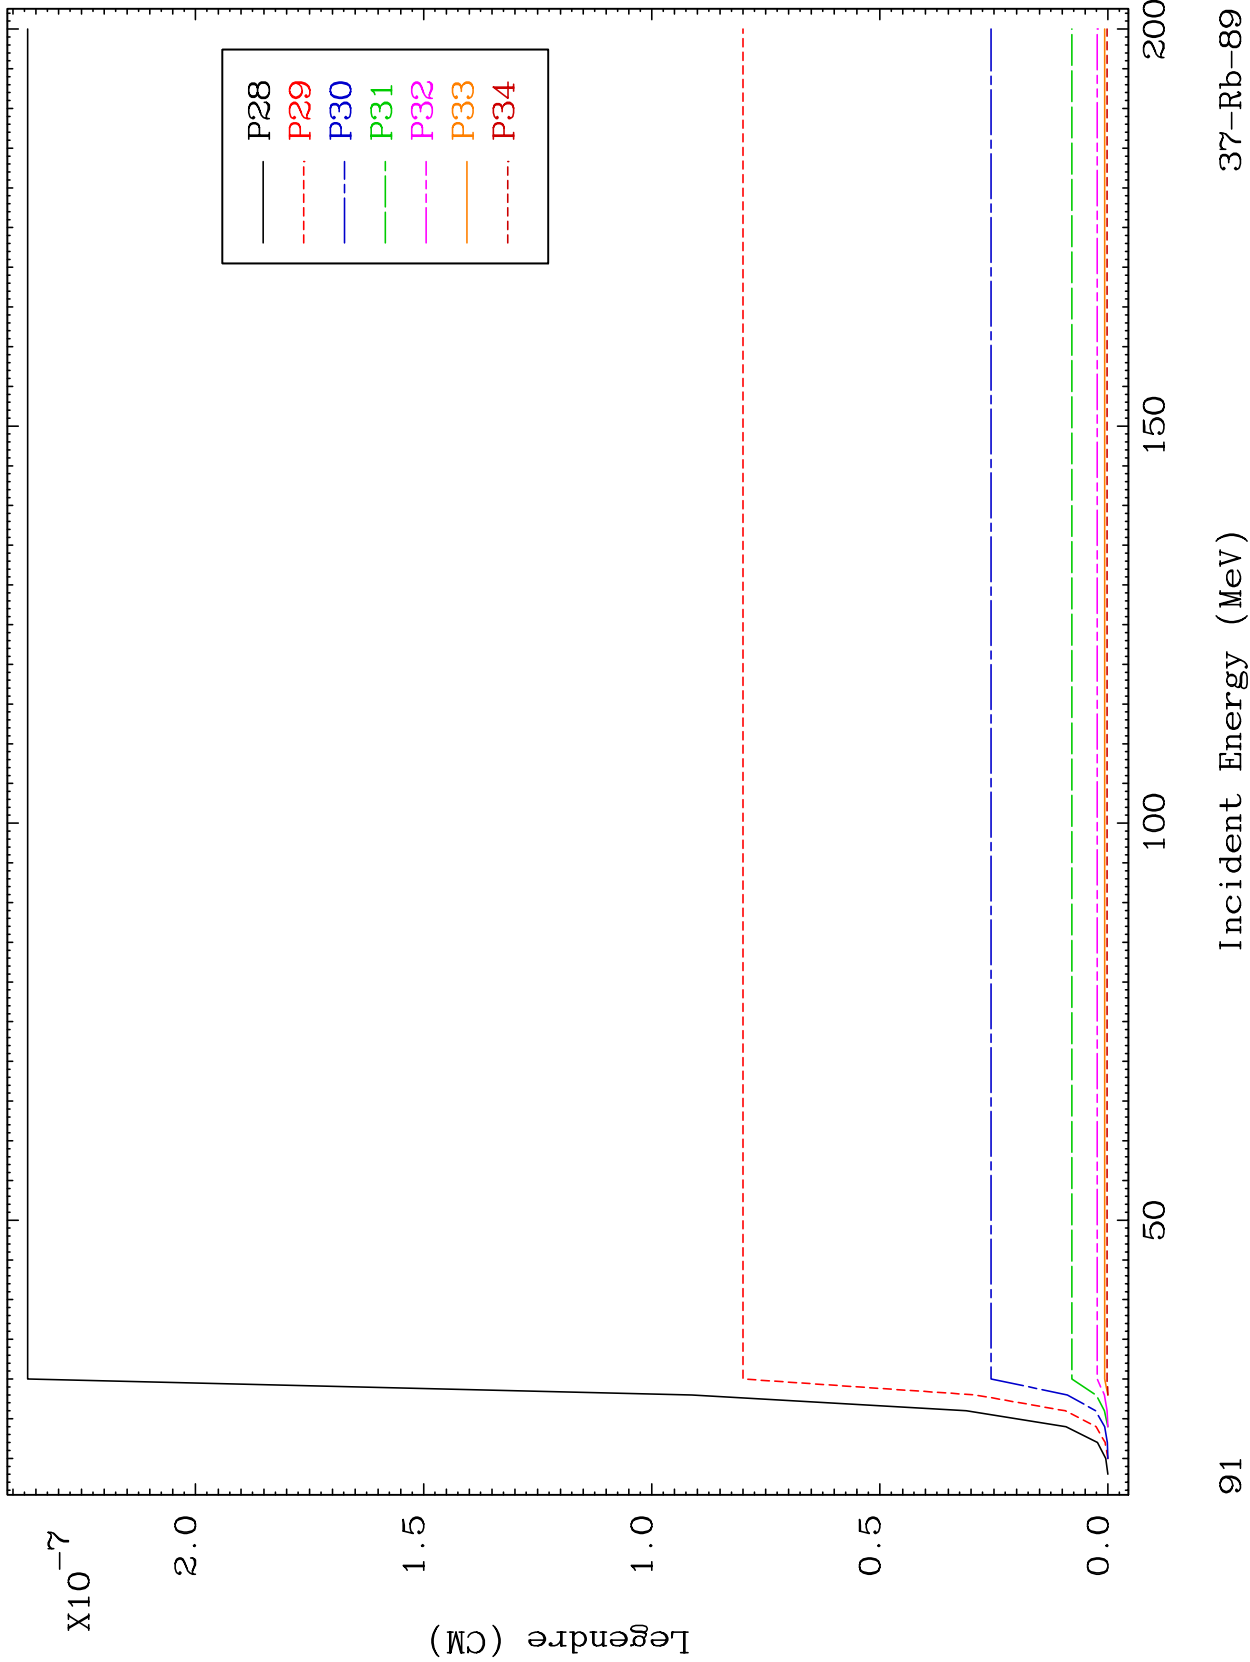 X10-7
2.0
1.5
1.0
0.5
0.0
Legendre (CM)
P28
P29
P30
P31
P32
P33
P34
50
100
150
200
Incident Energy (MeV)
91
37-Rb-89